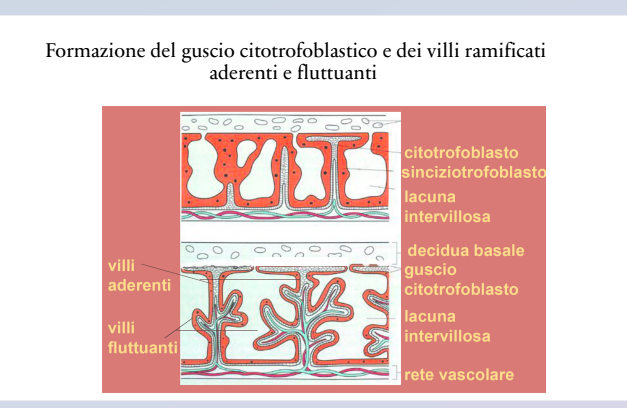 Formazione del guscio citotrofoblastico e dei villi ramificati
aderenti e fluttuanti
citotrofoblasto
sinciziotrofoblasto
lacuna
intervillosa
decidua basale
guscio
citotrofoblasto
villi
aderenti
lacuna
intervillosa
villi
fluttuanti
rete vascolare